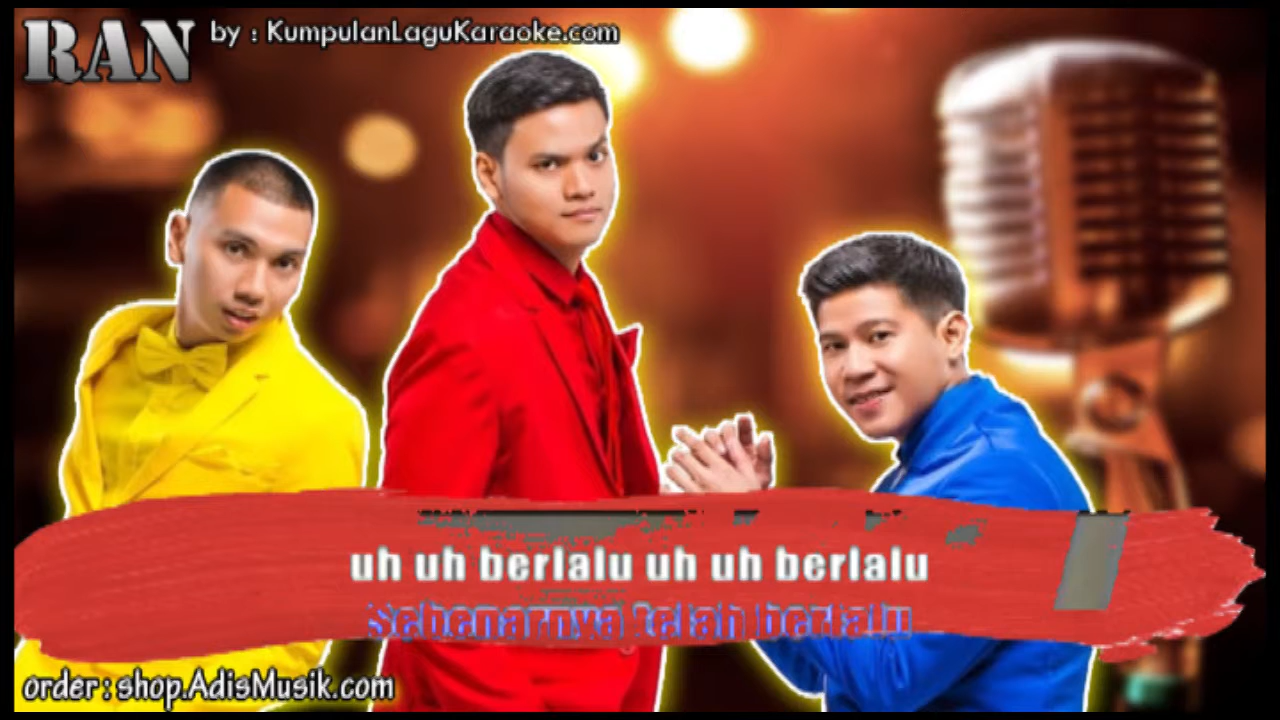 RAN by : KumpulanLaguKaraoke.com
uh uh berlalu uh uh berlalu
Sebenarnya Telah berlalu
order : shop.AdisMusik.com